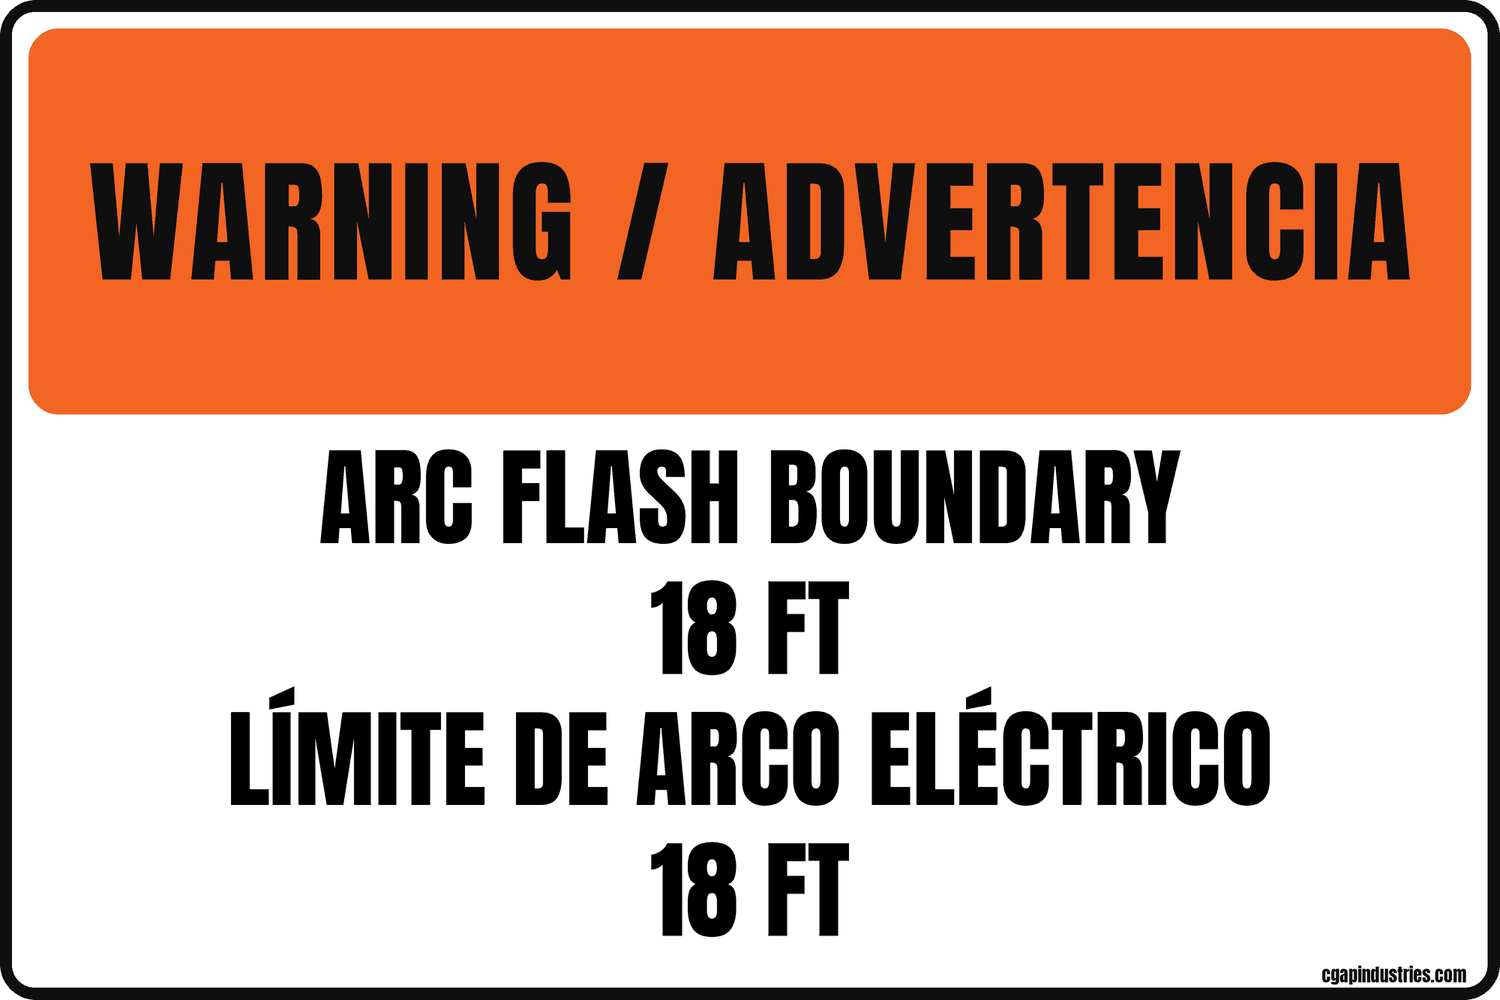 WARNING / ADVERTENCIA
ARC FLASH BOUNDARY
18 FT
LÍMITE DE ARCO ELÉCTRICO
18 FT
cgapindustries.com